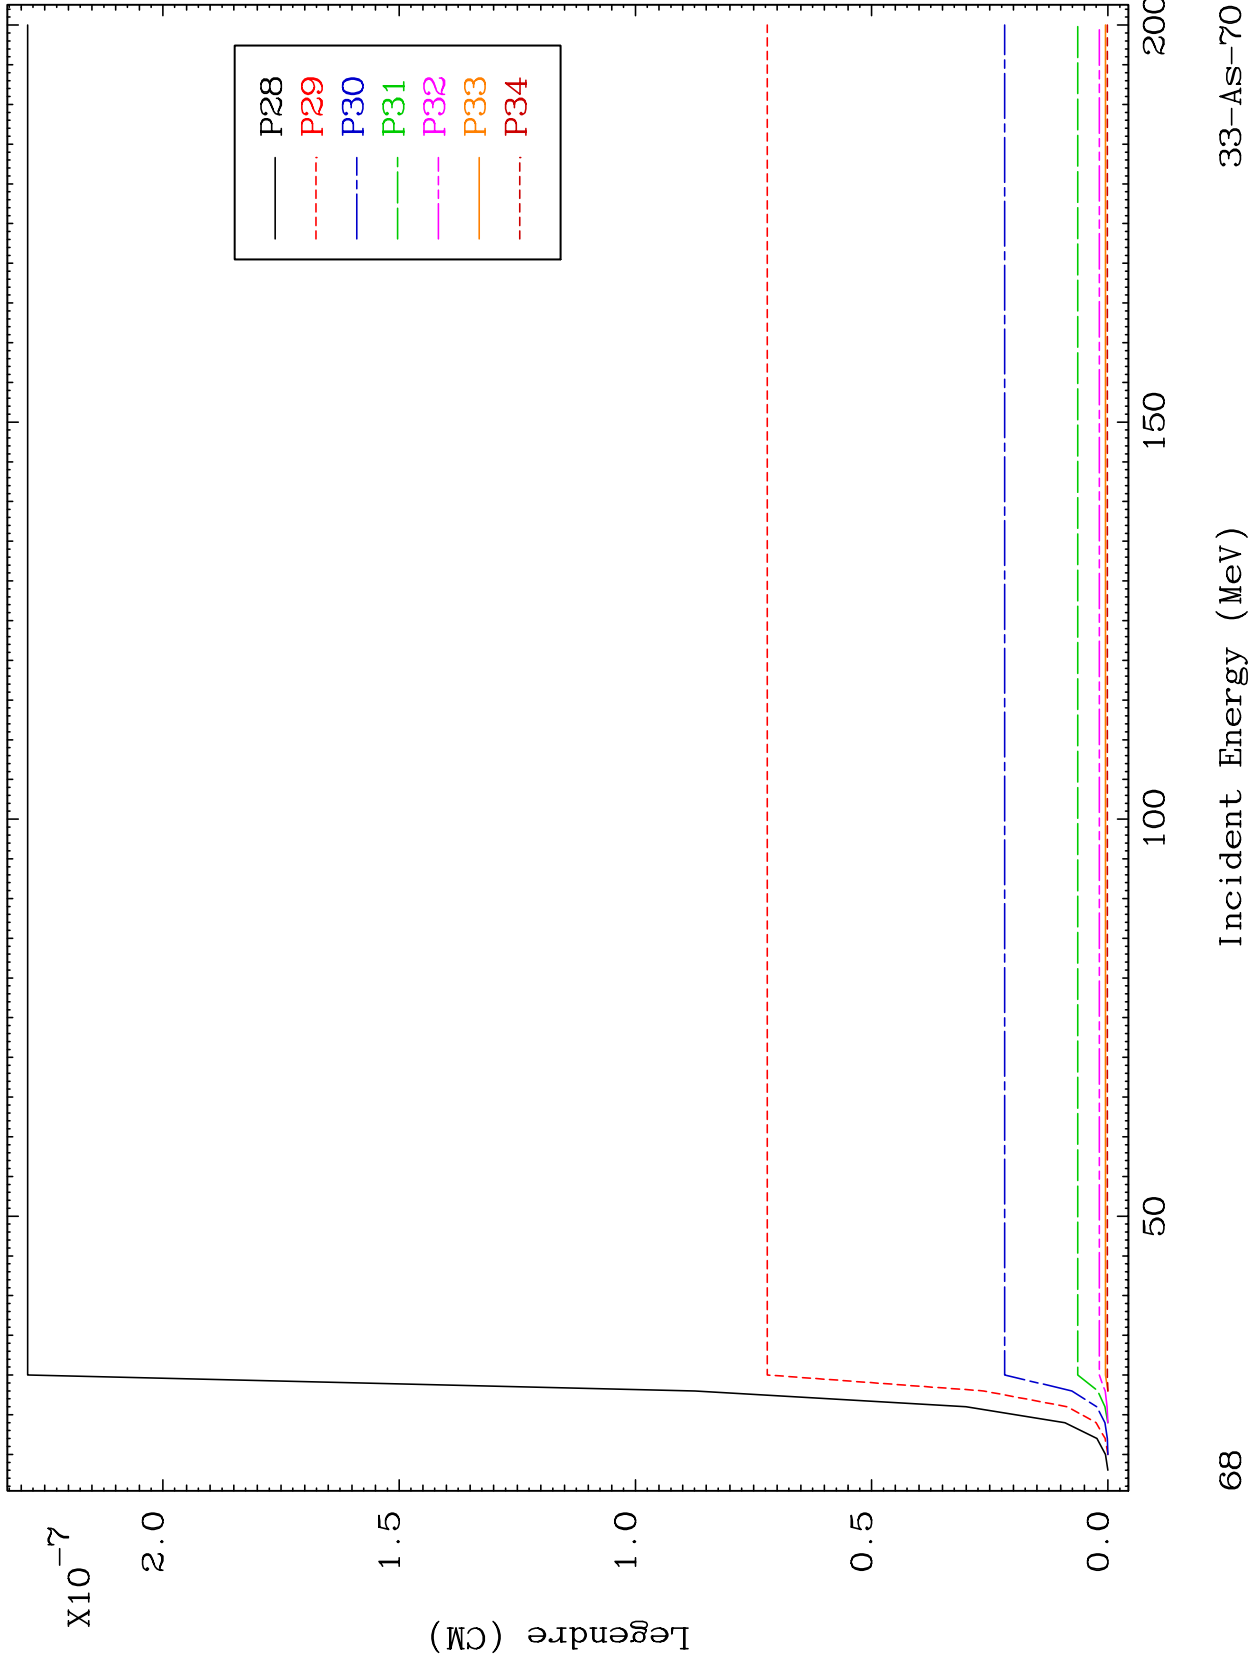 X10-7
2.0
1.5
1.0
0.5
0.0
Legendre (CM)
P28
P29
P30
P31
P32
P33
P34
50
100
150
200
68
Incident Energy (MeV)
33-As-70